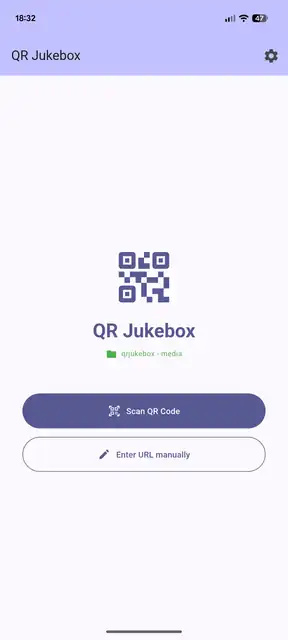 18:32
47
QR Jukebox
QR Jukebox
qrjukebox - media
Scan QR Code
Enter URL manually